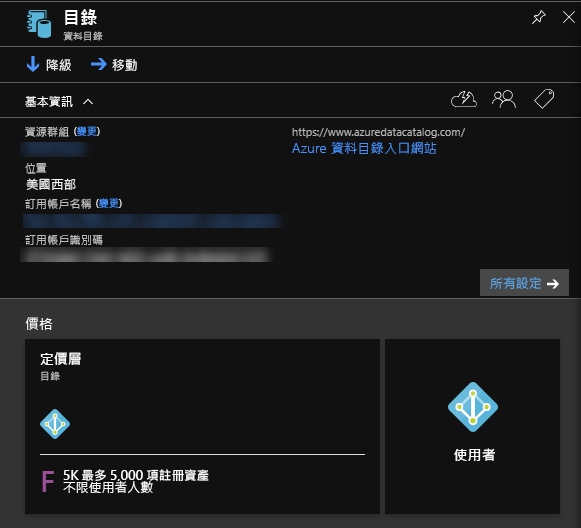 目錄
資料目錄
降級
移動
基本資訊
資源群組 (變更)
https://www.azuredatacatalog.com/
Azure 資料目錄入口網站
位置
美國西部
訂用帳戶名稱 (變更)
訂用帳戶識別碼
所有設定
價格
定價層
目錄
F
5K 最多 5,000 項註冊資產
不限使用者人數
使用者